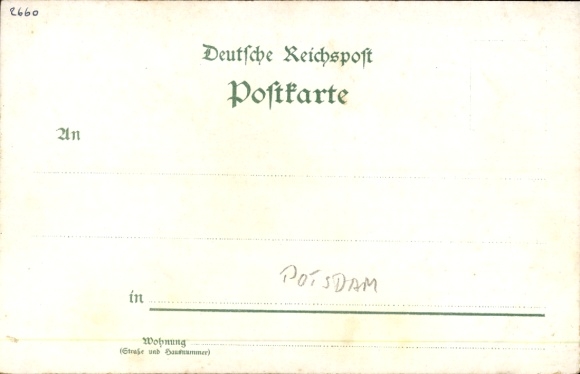 2660
Deutsche Reichspost
Postkarte
An
POTSDAM
in
Wohnung
(Straße und Hausnummer)